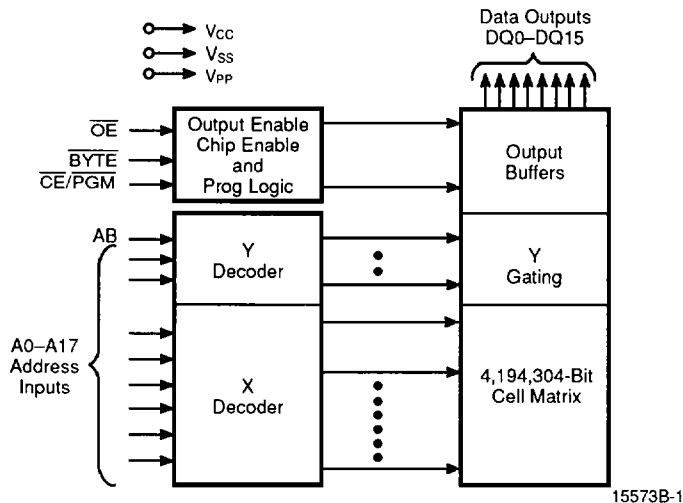 Data Outputs
DQ0–DQ15
VCC
VSS
VPP
OE
BYTE
CE/PGM
Output Enable
Chip Enable
and
Prog Logic
Output
Buffers
AB
Y
Decoder
Y
Gating
A0–A17
Address
Inputs
X
Decoder
4,194,304-Bit
Cell Matrix
15573B-1